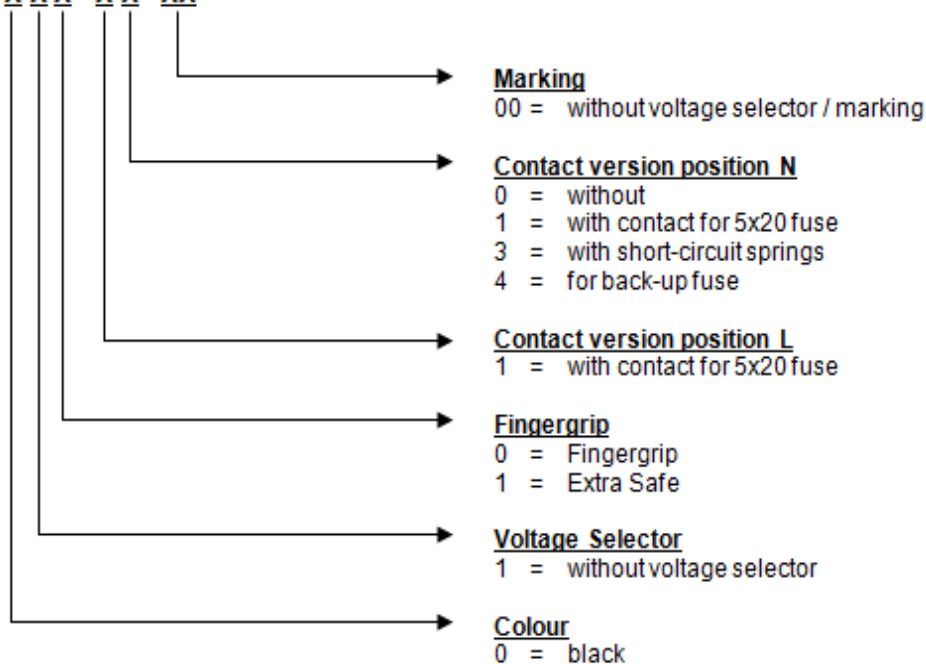 Marking
00 = without voltage selector / marking
Contact version position N
0 = without
1 = with contact for 5x20 fuse
3 = with short-circuit springs
4 = for back-up fuse
Contact version position L
1 = with contact for 5x20 fuse
Fingergrip
0 = Fingergrip
1 = Extra Safe
Voltage Selector
1 = without voltage selector
Colour
0 = black